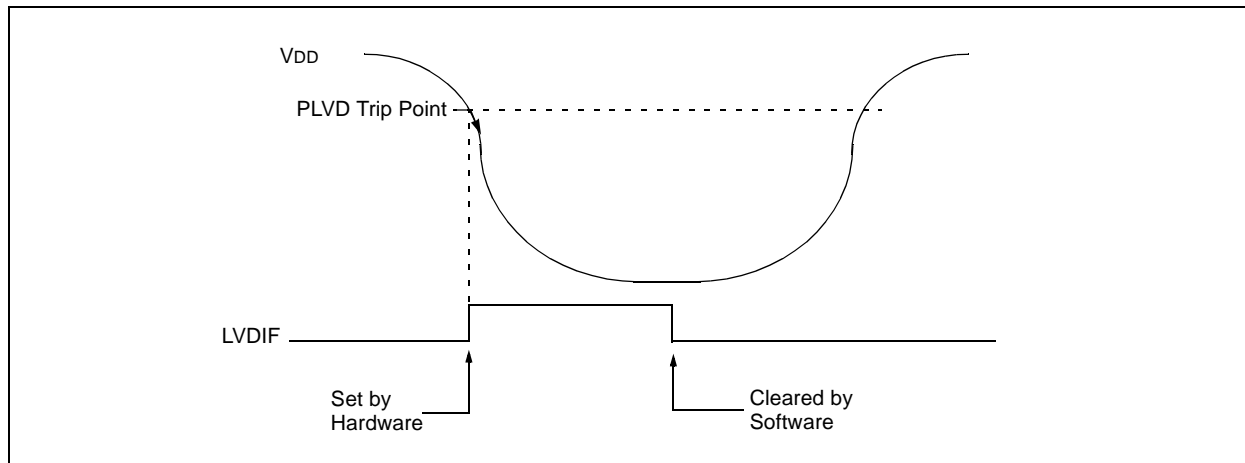 VDD
PLVD Trip Point
LVDIF
Set by
Hardware
Cleared by
Software